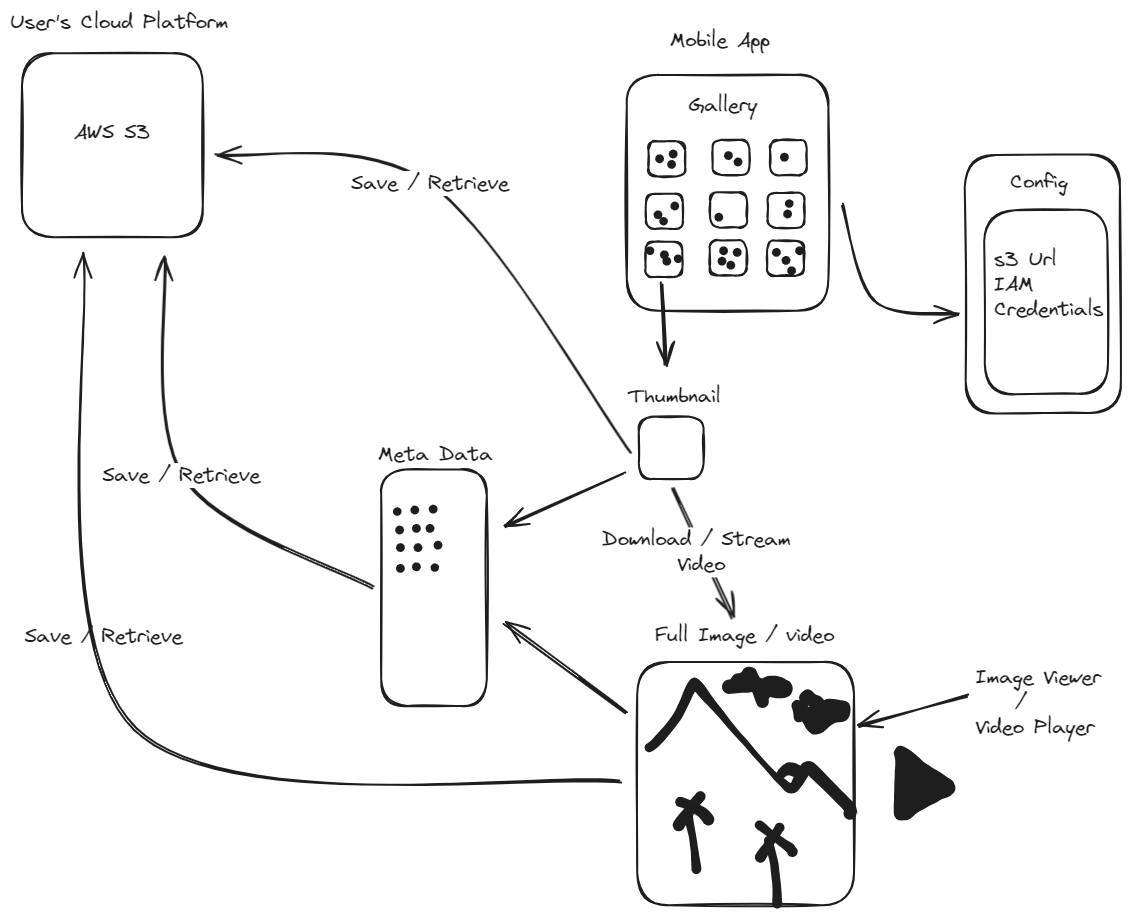 User's Cloud Platform
AWS S3
Mobile App
Gallery
Config
s3 Url
IAM
Credentials
Save / Retrieve
Thumbnail
Meta Data
Save / Retrieve
Download / Stream
Video
Save / Retrieve
Full Image / video
Image Viewer
/
Video Player